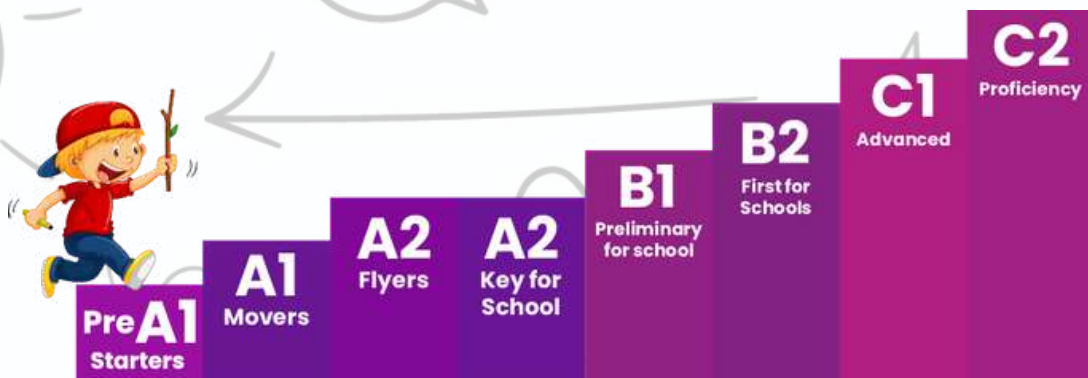 Pre A1
Starters
A1
Movers
A2
Flyers
A2
Key for
School
B1
Preliminary
for school
B2
First for
Schools
C1
Advanced
C2
Proficiency